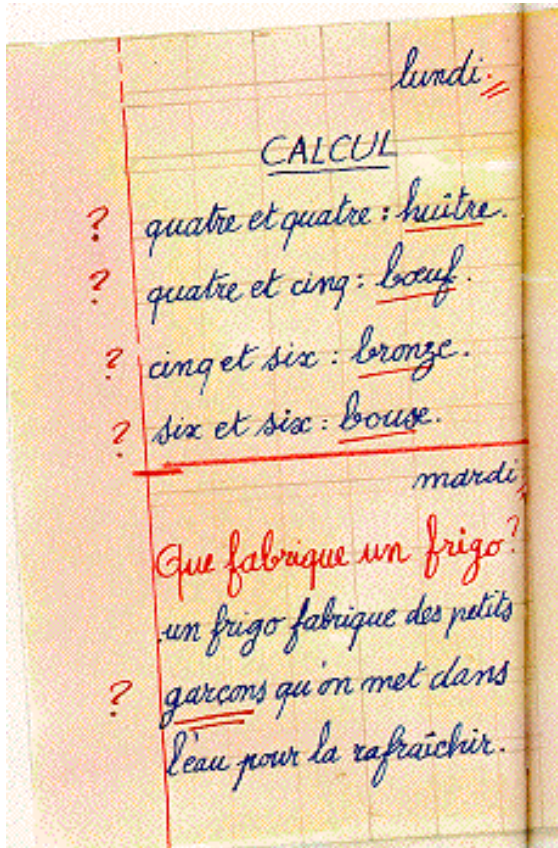 lundi.
CALCUL
? quatre et quatre : huître.
? quatre et cinq : bœuf.
? cinq et six : bronze.
? six et six : bouse.
mardi
Que fabrique un frigo?
un frigo fabrique des petits
? garçons qu'on met dans
l'eau pour la rafraîchir.